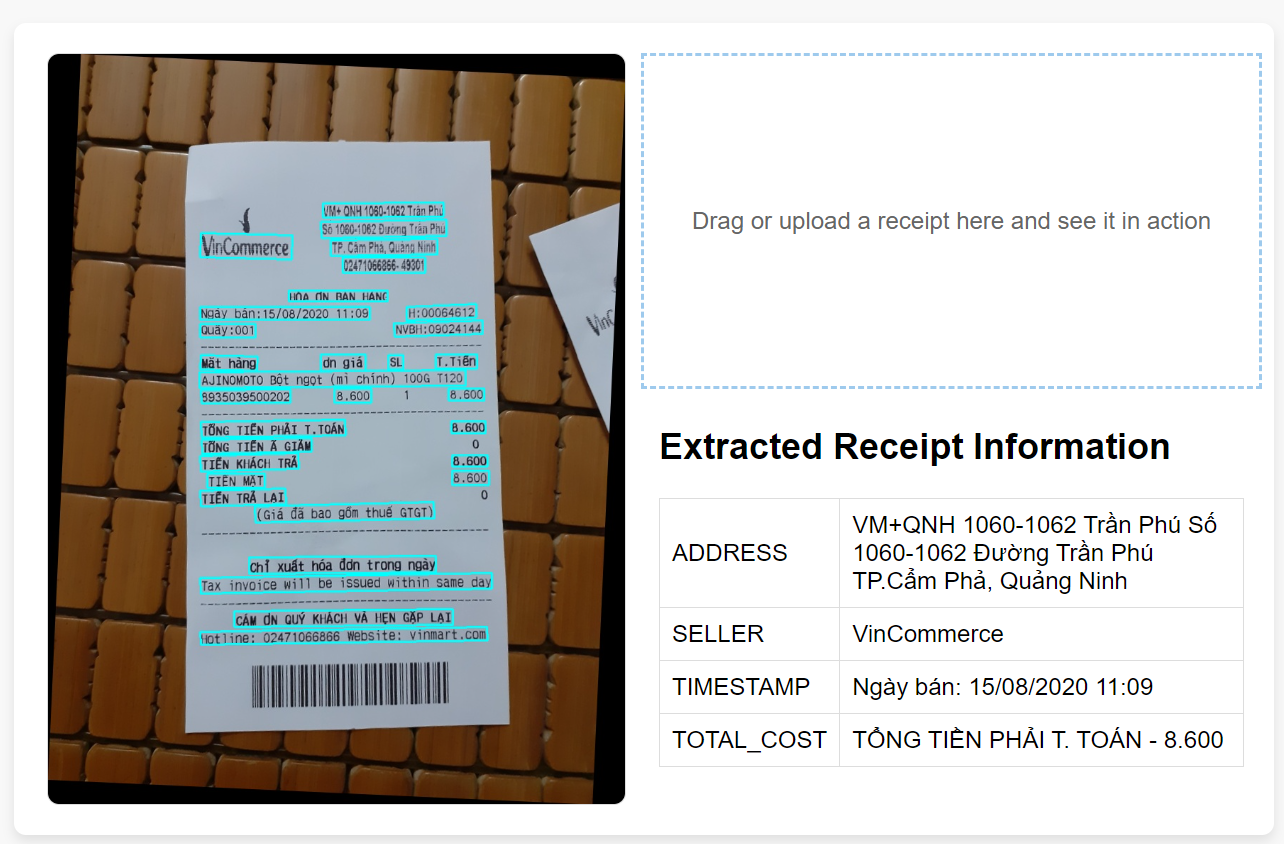 VM+ QNH 1060-1062 Trần Phú
Số 1060-1062 Đường Trần Phú
TP. Cẩm Phả, Quảng Ninh
02471066866- 49301
VinCommerce
HÓA ƠN BÁN HÀNG
Ngày bán:15/08/2020 11:09 H:00064612
Quầy:001 NVBH:09024144
Mặt hàng ơn giá SL T.Tiền
AJINOMOTO Bột ngọt (mì chính) 100G T120
8935039500202 8.600 1 8.600
TỔNG TIỀN PHẢI T.TOÁN 8.600
TỔNG TIỀN Ã GIẢM 0
TIỀN KHÁCH TRẢ 8.600
TIỀN MẶT 8.600
TIỀN TRẢ LẠI 0
(Giá đã bao gồm thuế GTGT)
Chỉ xuất hóa đơn trong ngày
Tax invoice will be issued within same day
CẢM ƠN QUÝ KHÁCH VÀ HẸN GẶP LẠI
Hotline: 02471066866 Website: vinmart.com
Drag or upload a receipt here and see it in action
Extracted Receipt Information
ADDRESS VM+QNH 1060-1062 Trần Phú Số
1060-1062 Đường Trần Phú
TP.Cẩm Phả, Quảng Ninh
SELLER VinCommerce
TIMESTAMP Ngày bán: 15/08/2020 11:09
TOTAL_COST TỔNG TIỀN PHẢI T. TOÁN - 8.600